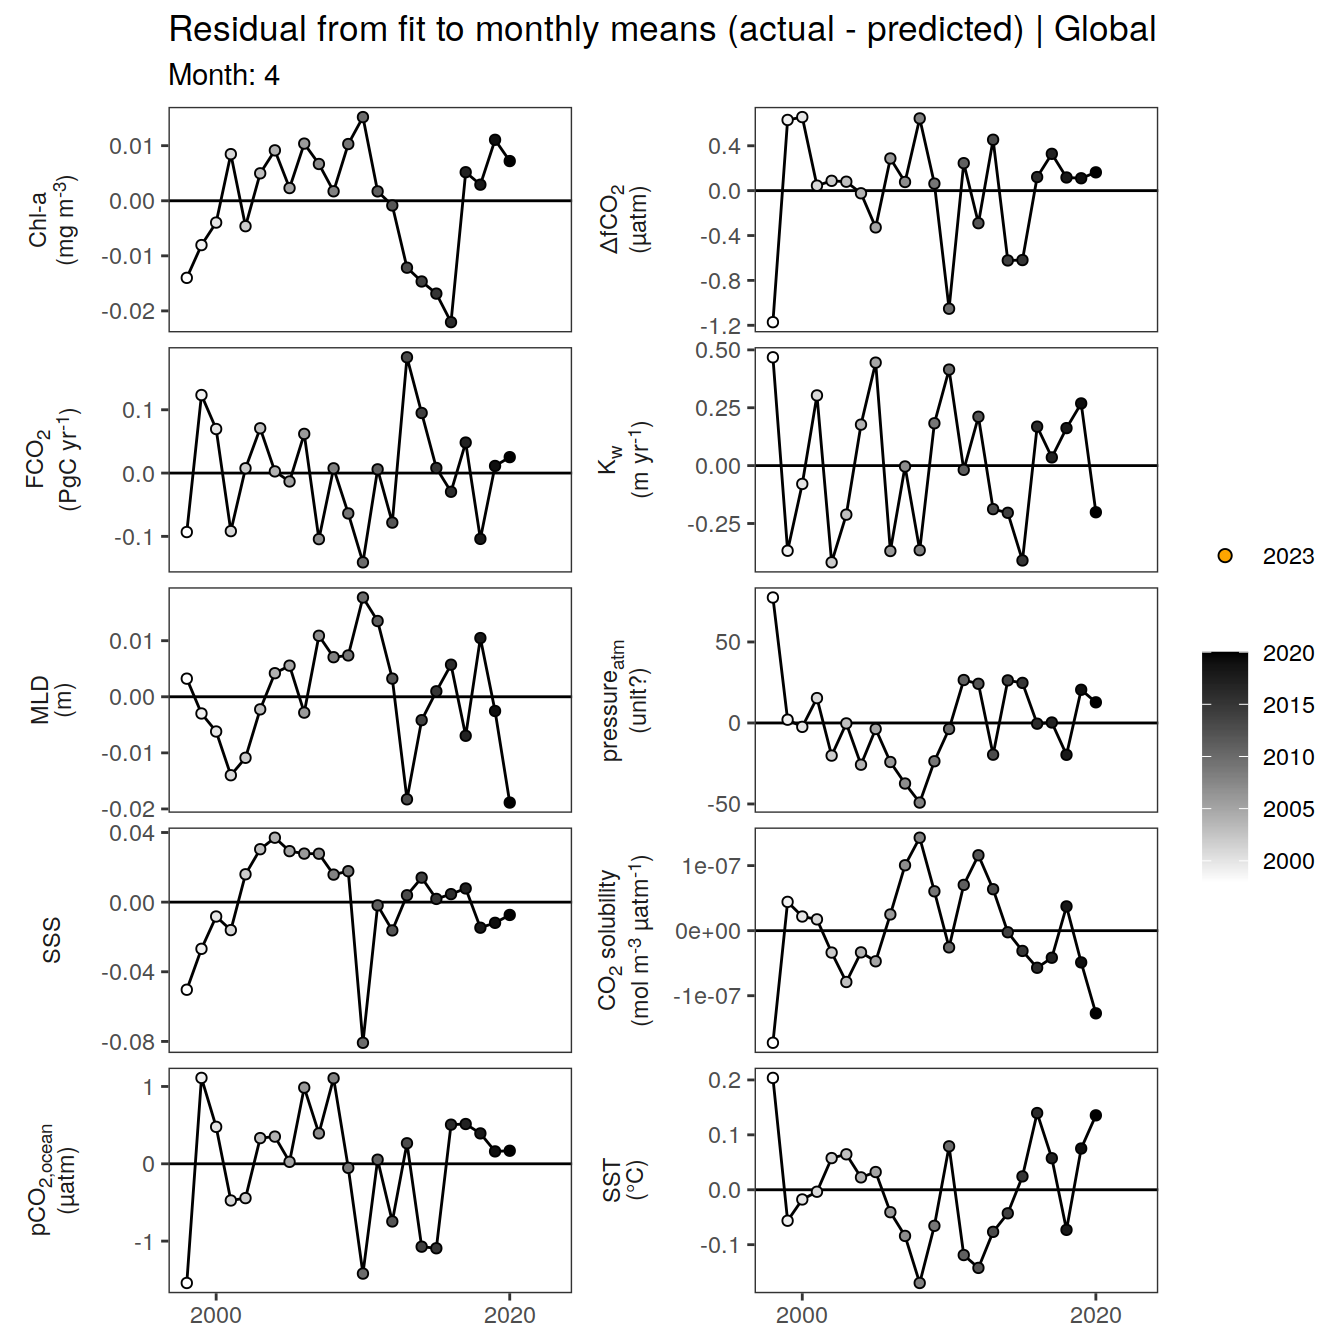 Residual from fit to monthly means (actual - predicted) | Global
Month: 4
Chl-a
(mg m-3)
0.01
0.00
-0.01
-0.02
ΔfCO2
(µatm)
0.4
0.0
-0.4
-0.8
-1.2
FCO2
(PgC yr-1)
0.1
0.0
-0.1
Kw
(m yr-1)
0.50
0.25
0.00
-0.25
MLD
(m)
0.01
0.00
-0.01
-0.02
pressureatm
(unit?)
50
0
-50
SSS
0.04
0.00
-0.04
-0.08
CO2 solubility
(mol m-3 µatm-1)
1e-07
0e+00
-1e-07
pCO2,ocean
(µatm)
1
0
-1
2000
2020
SST
(°C)
0.2
0.1
0.0
-0.1
2000
2020
2023
2020
2015
2010
2005
2000